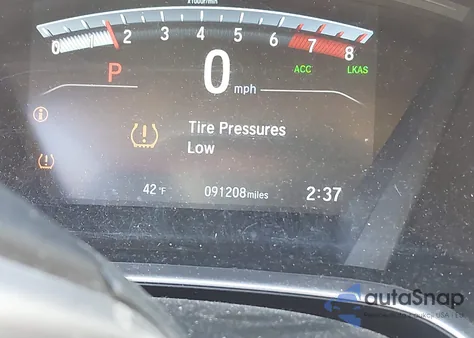 x1000r/min
0 2 3 4 5 6 7 8
P 0 mph ACC LKAS
Tire Pressures
Low
42°F 091208miles 2:37
autoSnap